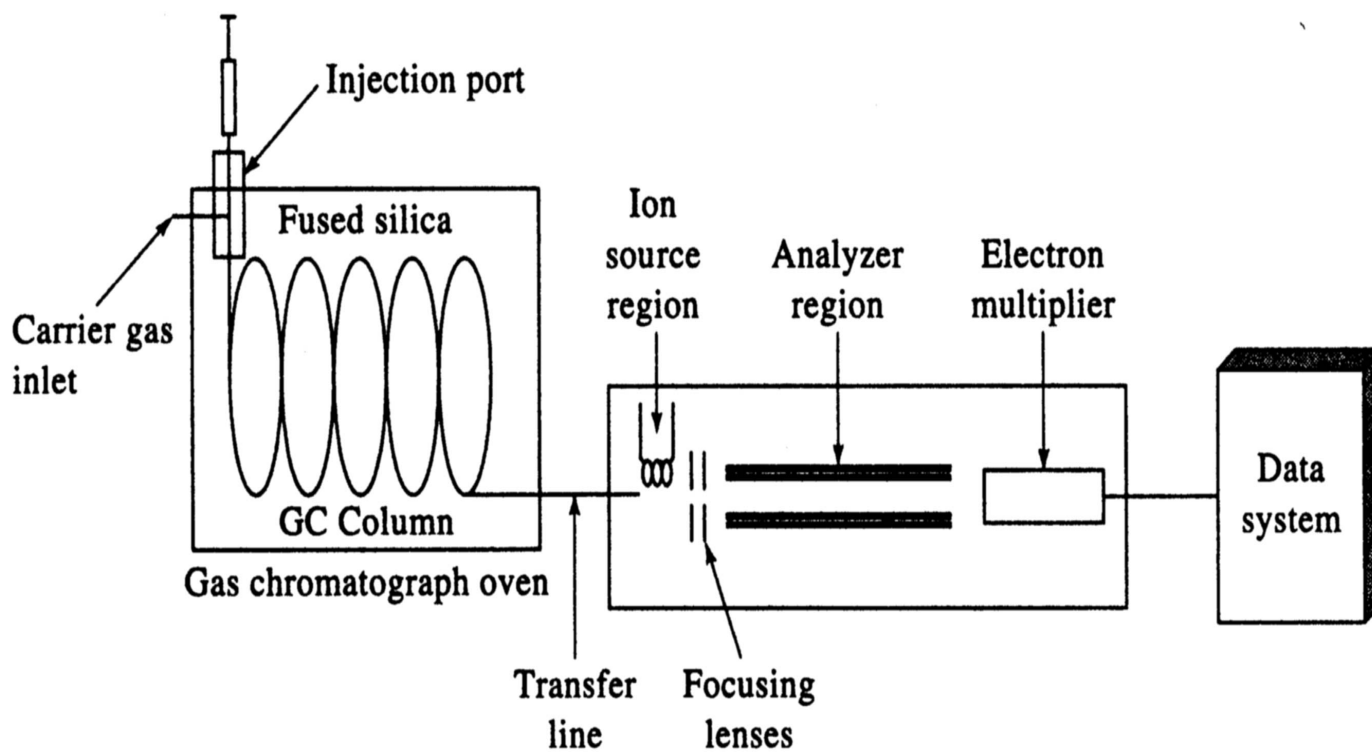 Injection port
Fused silica
Carrier gas
inlet
GC Column
Gas chromatograph oven
Ion
source
region
Analyzer
region
Electron
multiplier
Data
system
Transfer
line
Focusing
lenses